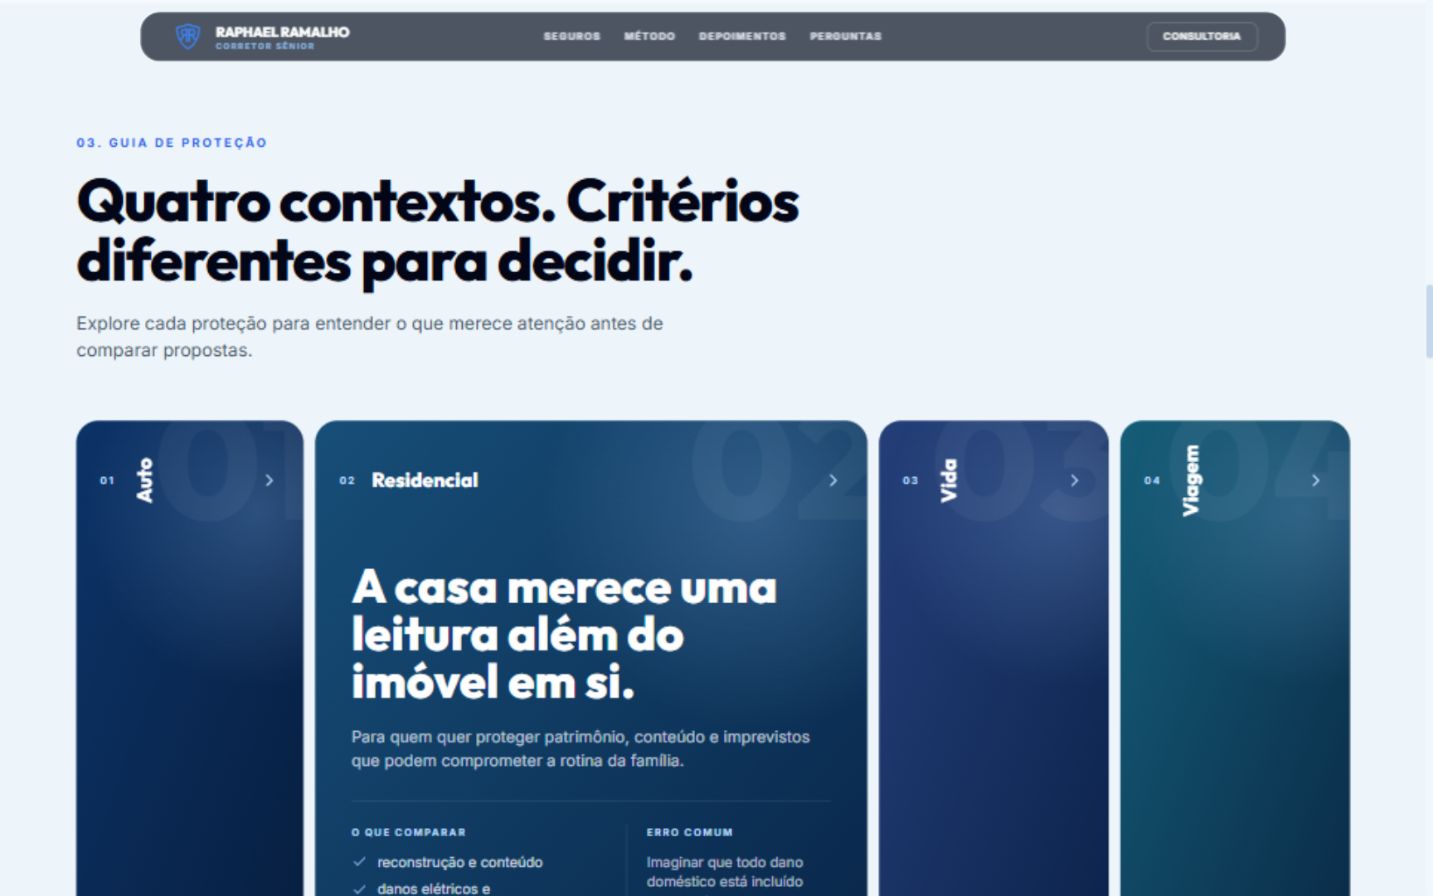 RAPHAEL RAMALHO
CORRETOR SÊNIOR
SEGUROS
MÉTODO
DEPOIMENTOS
PERGUNTAS
CONSULTORIA
03. GUIA DE PROTEÇÃO
Quatro contextos. Critérios
diferentes para decidir.
Explore cada proteção para entender o que merece atenção antes de
comparar propostas.
01
01
Auto
02
02
Residencial
A casa merece uma
leitura além do
imóvel em si.
Para quem quer proteger patrimônio, conteúdo e imprevistos
que podem comprometer a rotina da família.
O QUE COMPARAR
reconstrução e conteúdo
danos elétricos e
ERRO COMUM
Imaginar que todo dano
doméstico está incluído
03
03
Vida
04
04
Viagem